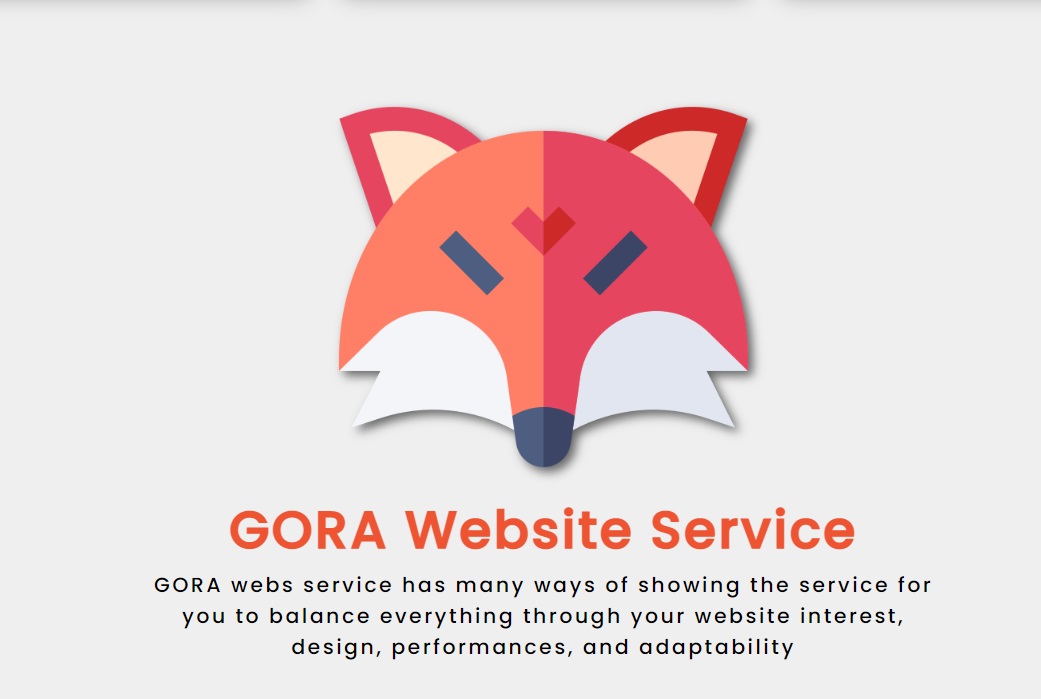 GORA Website Service
GORA webs service has many ways of showing the service for
you to balance everything through your website interest,
design, performances, and adaptability